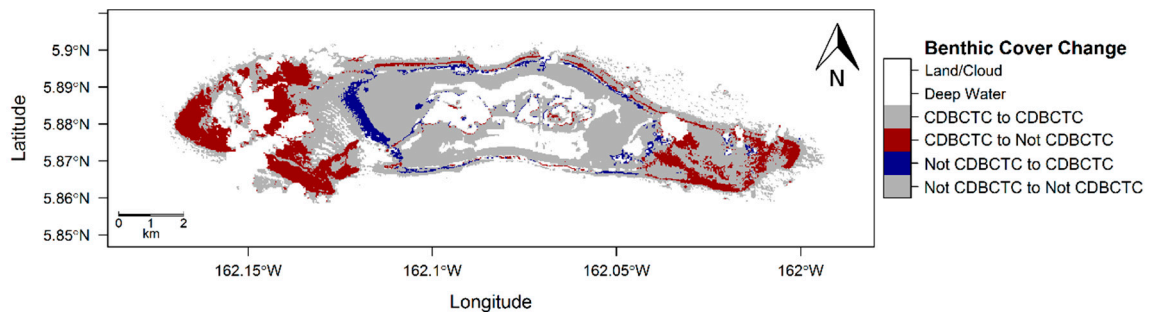 5.9°N
5.89°N
5.88°N
5.87°N
5.86°N
5.85°N
Latitude
0 1 2
km
N
162.15°W 162.1°W 162.05°W 162°W
Longitude
Benthic Cover Change
Land/Cloud
Deep Water
CDBCTC to CDBCTC
CDBCTC to Not CDBCTC
Not CDBCTC to CDBCTC
Not CDBCTC to Not CDBCTC